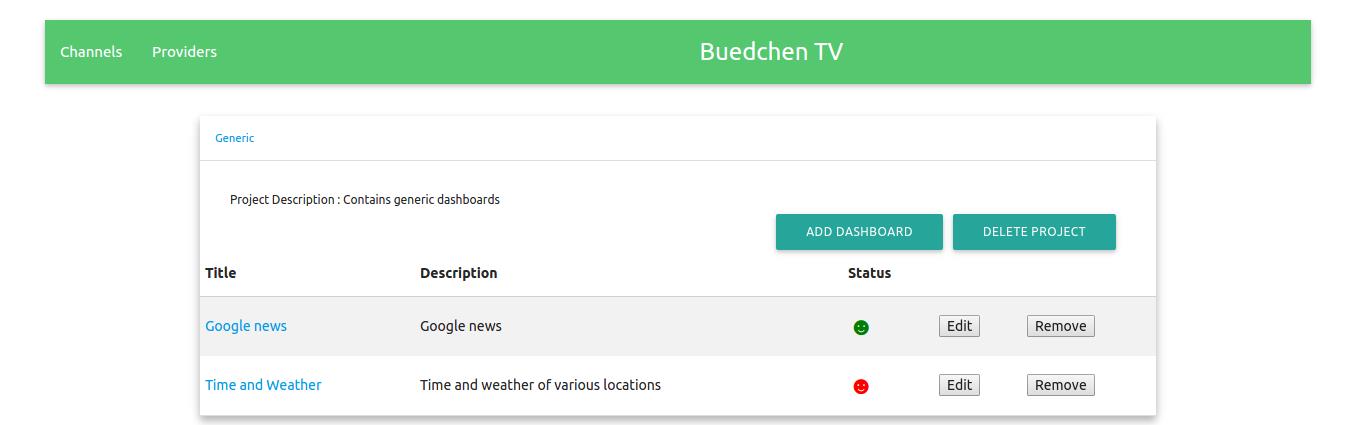 Channels Providers Buedchen TV
Generic
Project Description : Contains generic dashboards
ADD DASHBOARD DELETE PROJECT
Title Description Status
Google news Google news Edit Remove
Time and Weather Time and weather of various locations Edit Remove